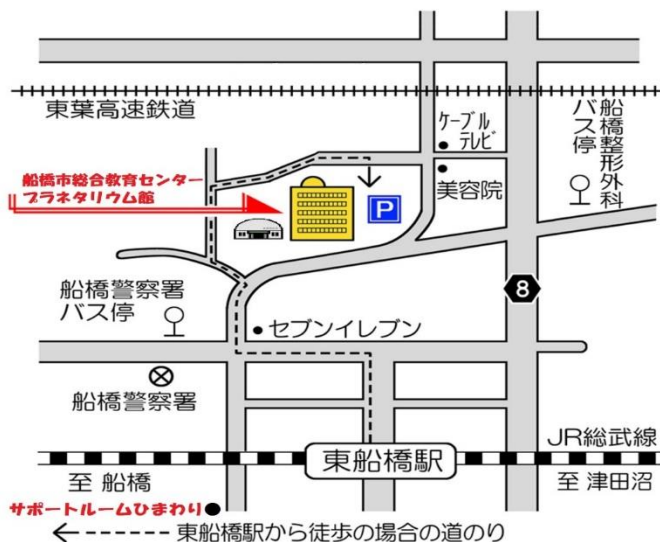 東葉高速鉄道
ケーブル
テレビ
船橋整形外科
バス停
船橋市総合教育センター
プラネタリウム館
P
美容院
船橋警察署
バス停
8
セブンイレブン
船橋警察署
JR総武線
東船橋駅
至 船橋
至 津田沼
サポートルームひまわり
東船橋駅から徒歩の場合の道のり